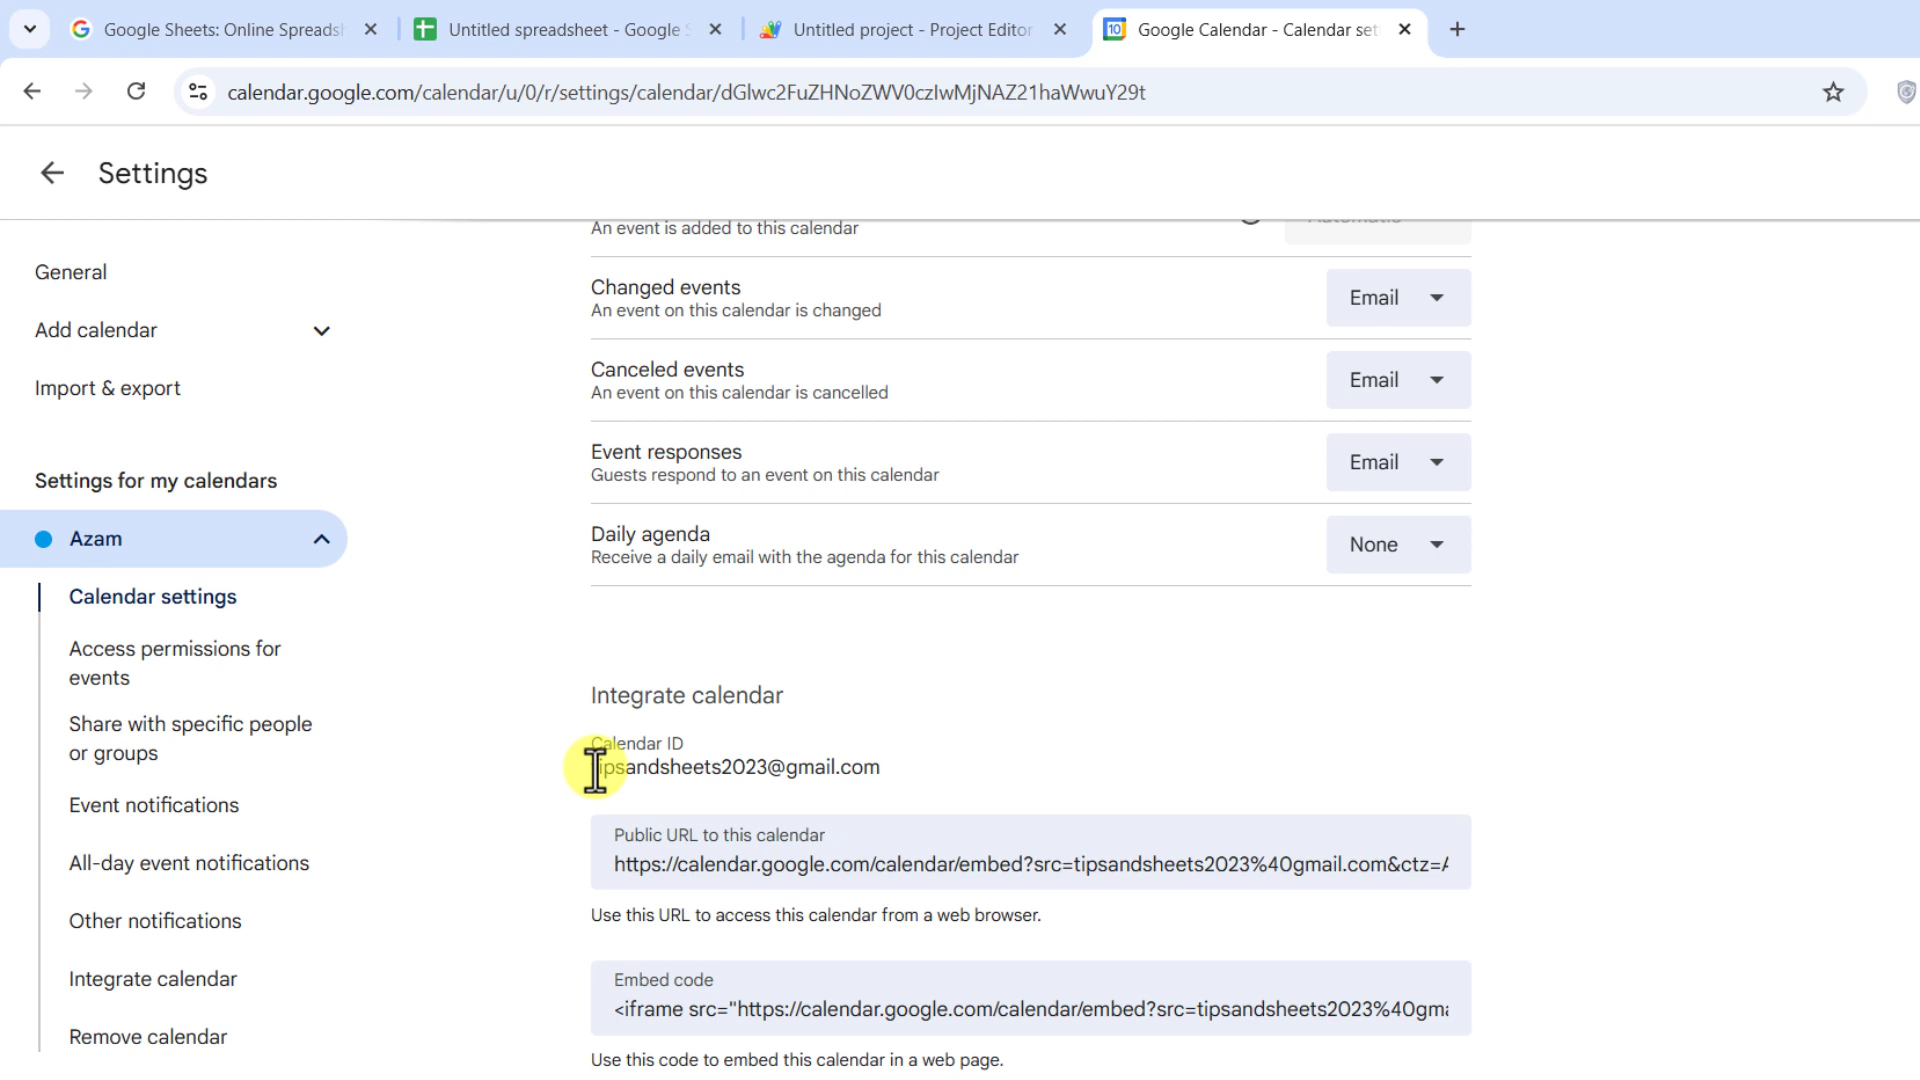 Google Sheets: Online Spreads
Untitled spreadsheet - Google S
Untitled project - Project Editor
10
Google Calendar - Calendar set
calendar.google.com/calendar/u/0/r/settings/calendar/dGlwc2FuZHNoZWV0czIwMjNAZ21haWwuY29t
Settings
An event is added to this calendar
Automatic
General
Changed events
Email
An event on this calendar is changed
Add calendar
Canceled events
Email
An event on this calendar is cancelled
Import & export
Event responses
Email
Guests respond to an event on this calendar
Settings for my calendars
Azam
Daily agenda
None
Receive a daily email with the agenda for this calendar
Calendar settings
Access permissions for
events
Share with specific people
or groups
Event notifications
All-day event notifications
Other notifications
Integrate calendar
Remove calendar
Integrate calendar
Calendar ID
tipsandsheets2023@gmail.com
Public URL to this calendar
https://calendar.google.com/calendar/embed?src=tipsandsheets2023%40gmail.com&ctz=A
Use this URL to access this calendar from a web browser.
Embed code
<iframe src="https://calendar.google.com/calendar/embed?src=tipsandsheets2023%40gma
Use this code to embed this calendar in a web page.